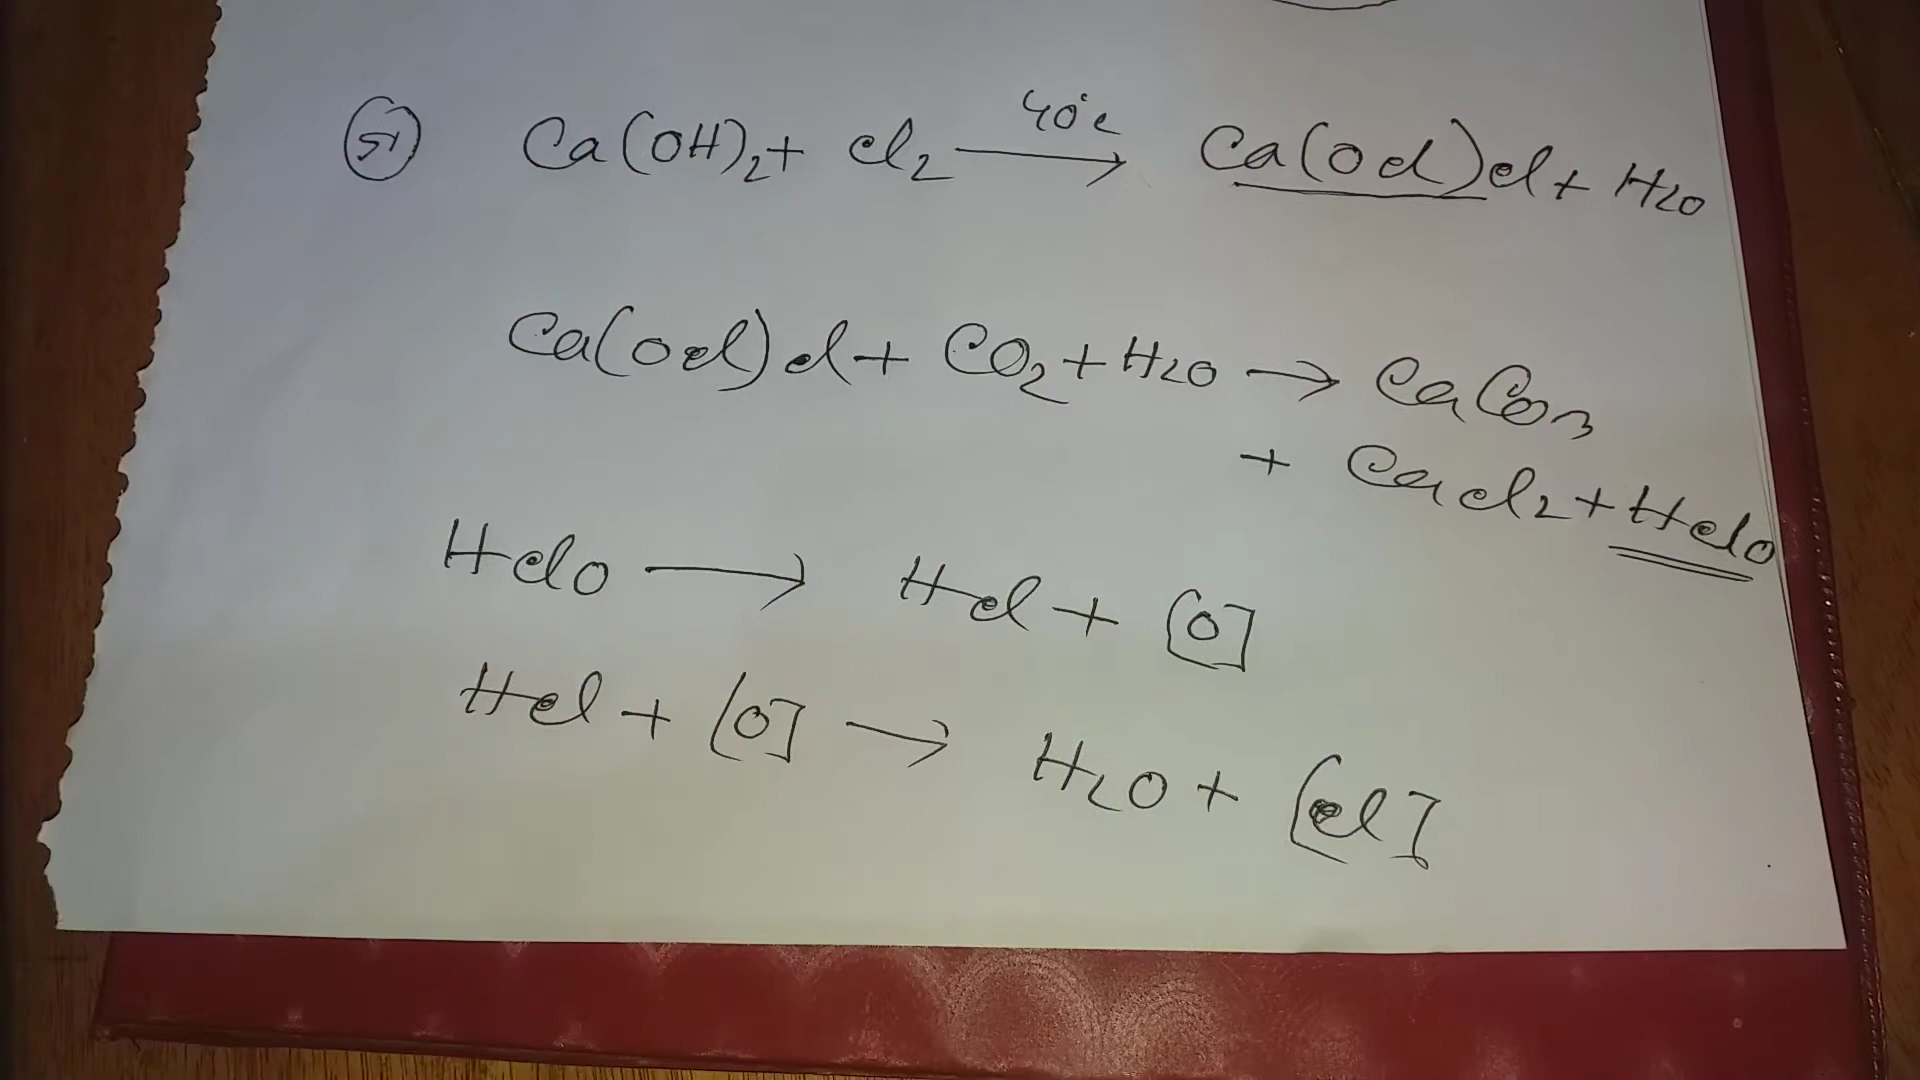 গ Ca(OH)₂ + Cl₂ —40°C→ Ca(OCl)Cl + H₂O
Ca(OCl)Cl + CO₂ + H₂O → CaCO₃
+ CaCl₂ + HClO
HClO → HCl + [O]
HCl + [O] → H₂O + [Cl]